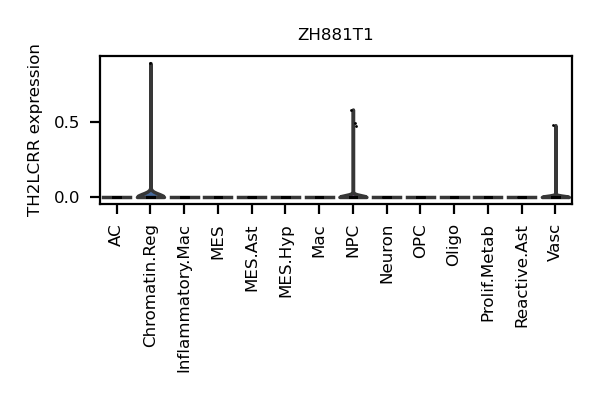 ZH881T1
TH2LCRR expression
0.5
0.0
AC
Chromatin.Reg
Inflammatory.Mac
MES
MES.Ast
MES.Hyp
Mac
NPC
Neuron
OPC
Oligo
Prolif.Metab
Reactive.Ast
Vasc